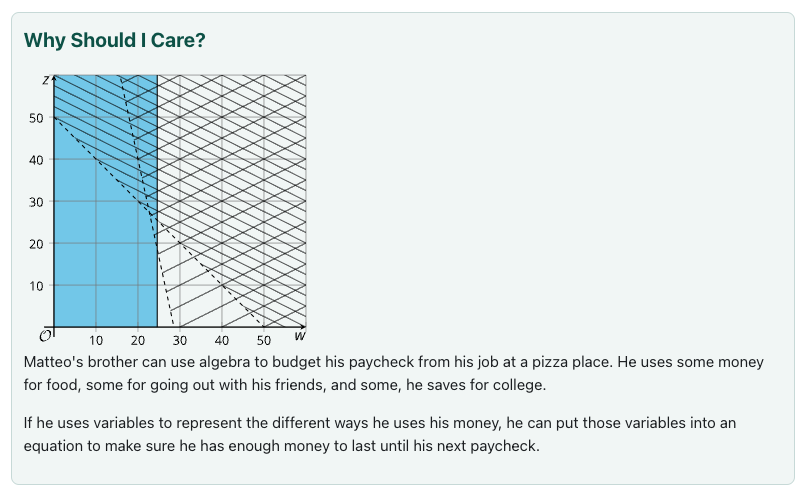 Why Should I Care?
z
50
40
30
20
10
O
10 20 30 40 50 w
Matteo's brother can use algebra to budget his paycheck from his job at a pizza place. He uses some money
for food, some for going out with his friends, and some, he saves for college.
If he uses variables to represent the different ways he uses his money, he can put those variables into an
equation to make sure he has enough money to last until his next paycheck.